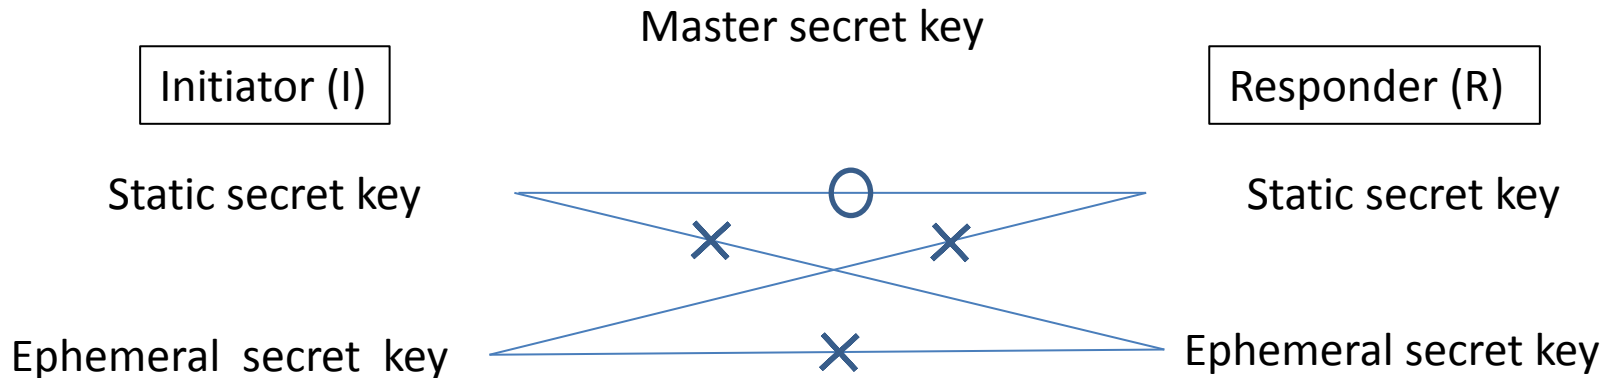 Master secret key
Initiator (I)
Responder (R)
Static secret key
Static secret key
Ephemeral secret key
Ephemeral secret key